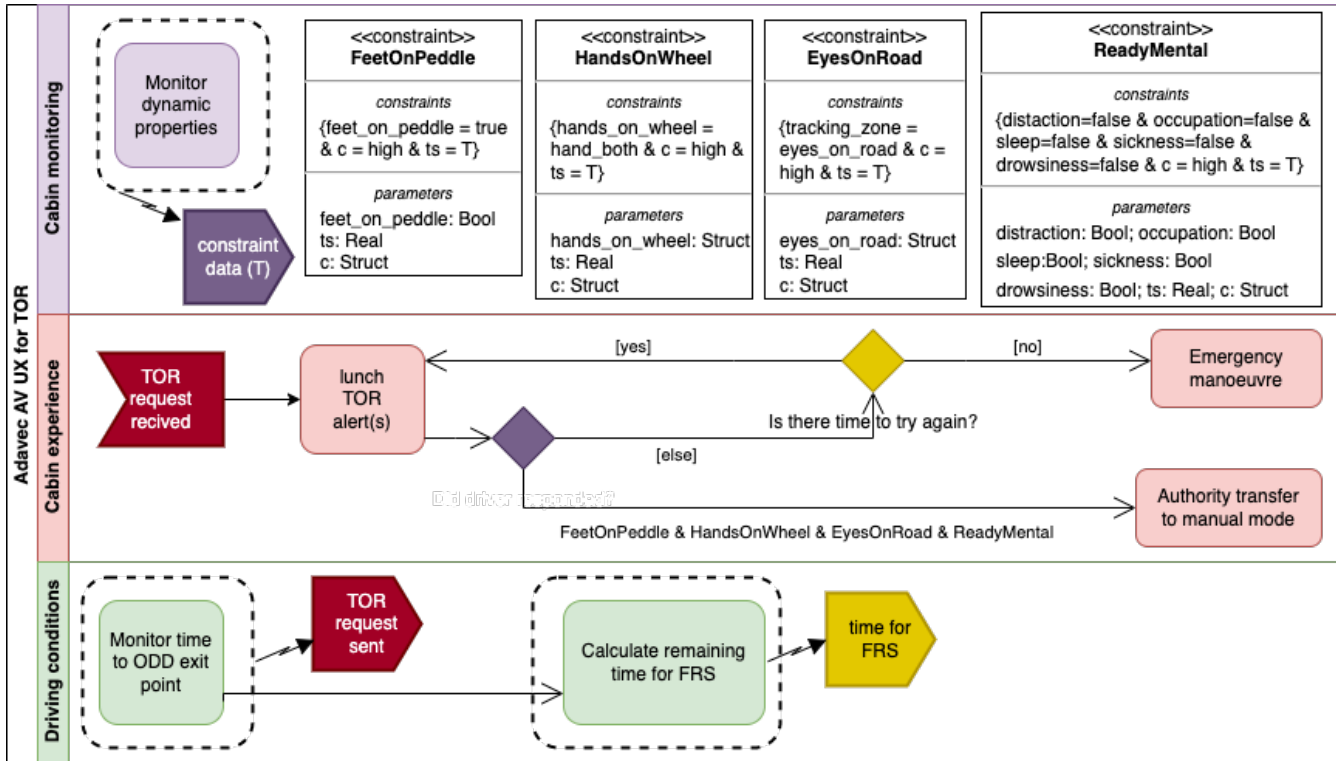 Adavec AV UX for TOR
Cabin monitoring
Monitor
dynamic
properties
constraint
data (T)
<<constraint>>
FeetOnPeddle
constraints
{feet_on_peddle = true
& c = high & ts = T}
parameters
feet_on_peddle: Bool
ts: Real
c: Struct
<<constraint>>
HandsOnWheel
constraints
{hands_on_wheel =
hand_both & c = high &
ts = T}
parameters
hands_on_wheel: Struct
ts: Real
c: Struct
<<constraint>>
EyesOnRoad
constraints
{tracking_zone =
eyes_on_road & c =
high & ts = T}
parameters
eyes_on_road: Struct
ts: Real
c: Struct
<<constraint>>
ReadyMental
constraints
{distaction=false & occupation=false &
sleep=false & sickness=false &
drowsiness=false & c = high & ts = T}
parameters
distraction: Bool; occupation: Bool
sleep:Bool; sickness: Bool
drowsiness: Bool; ts: Real; c: Struct
Cabin experience
TOR
request
recived
lunch
TOR
alert(s)
[yes]
[no]
Emergency
manoeuvre
Is there time to try again?
[else]
Did driver responded?
FeetOnPeddle & HandsOnWheel & EyesOnRoad & ReadyMental
Authority transfer
to manual mode
Driving conditions
Monitor time
to ODD exit
point
TOR
request
sent
Calculate remaining
time for FRS
time for
FRS